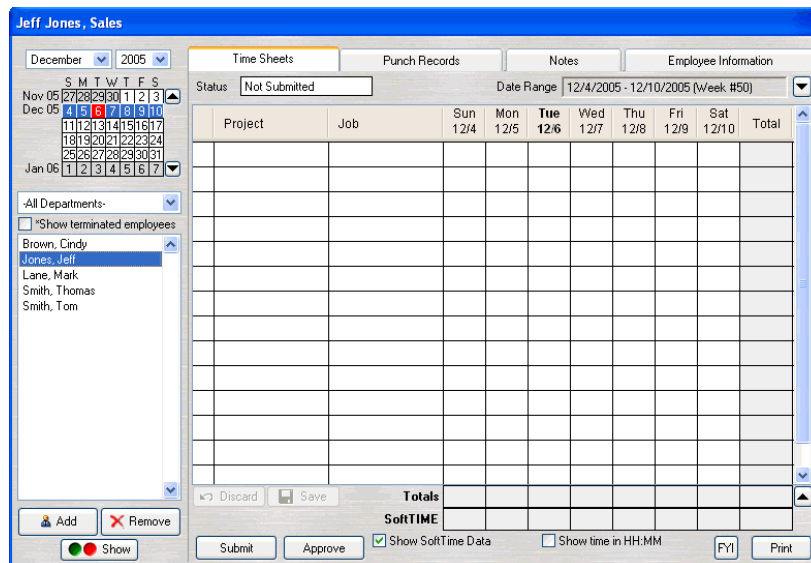 Jeff Jones, Sales
December 2005
S M T W T F S
Nov 05 27 28 29 30 1 2 3
Dec 05 4 5 6 7 8 9 10
11 12 13 14 15 16 17
18 19 20 21 22 23 24
25 26 27 28 29 30 31
Jan 06 1 2 3 4 5 6 7
-All Departments-
*Show terminated employees
Brown, Cindy
Jones, Jeff
Lane, Mark
Smith, Thomas
Smith, Tom
Add Remove
Show
Time Sheets Punch Records Notes Employee Information
Status Not Submitted Date Range 12/4/2005 - 12/10/2005 (Week #50)
Project Job Sun 12/4 Mon 12/5 Tue 12/6 Wed 12/7 Thu 12/8 Fri 12/9 Sat 12/10 Total
Discard Save Totals
SoftTIME
Submit Approve Show SoftTime Data Show time in HH:MM FYI Print